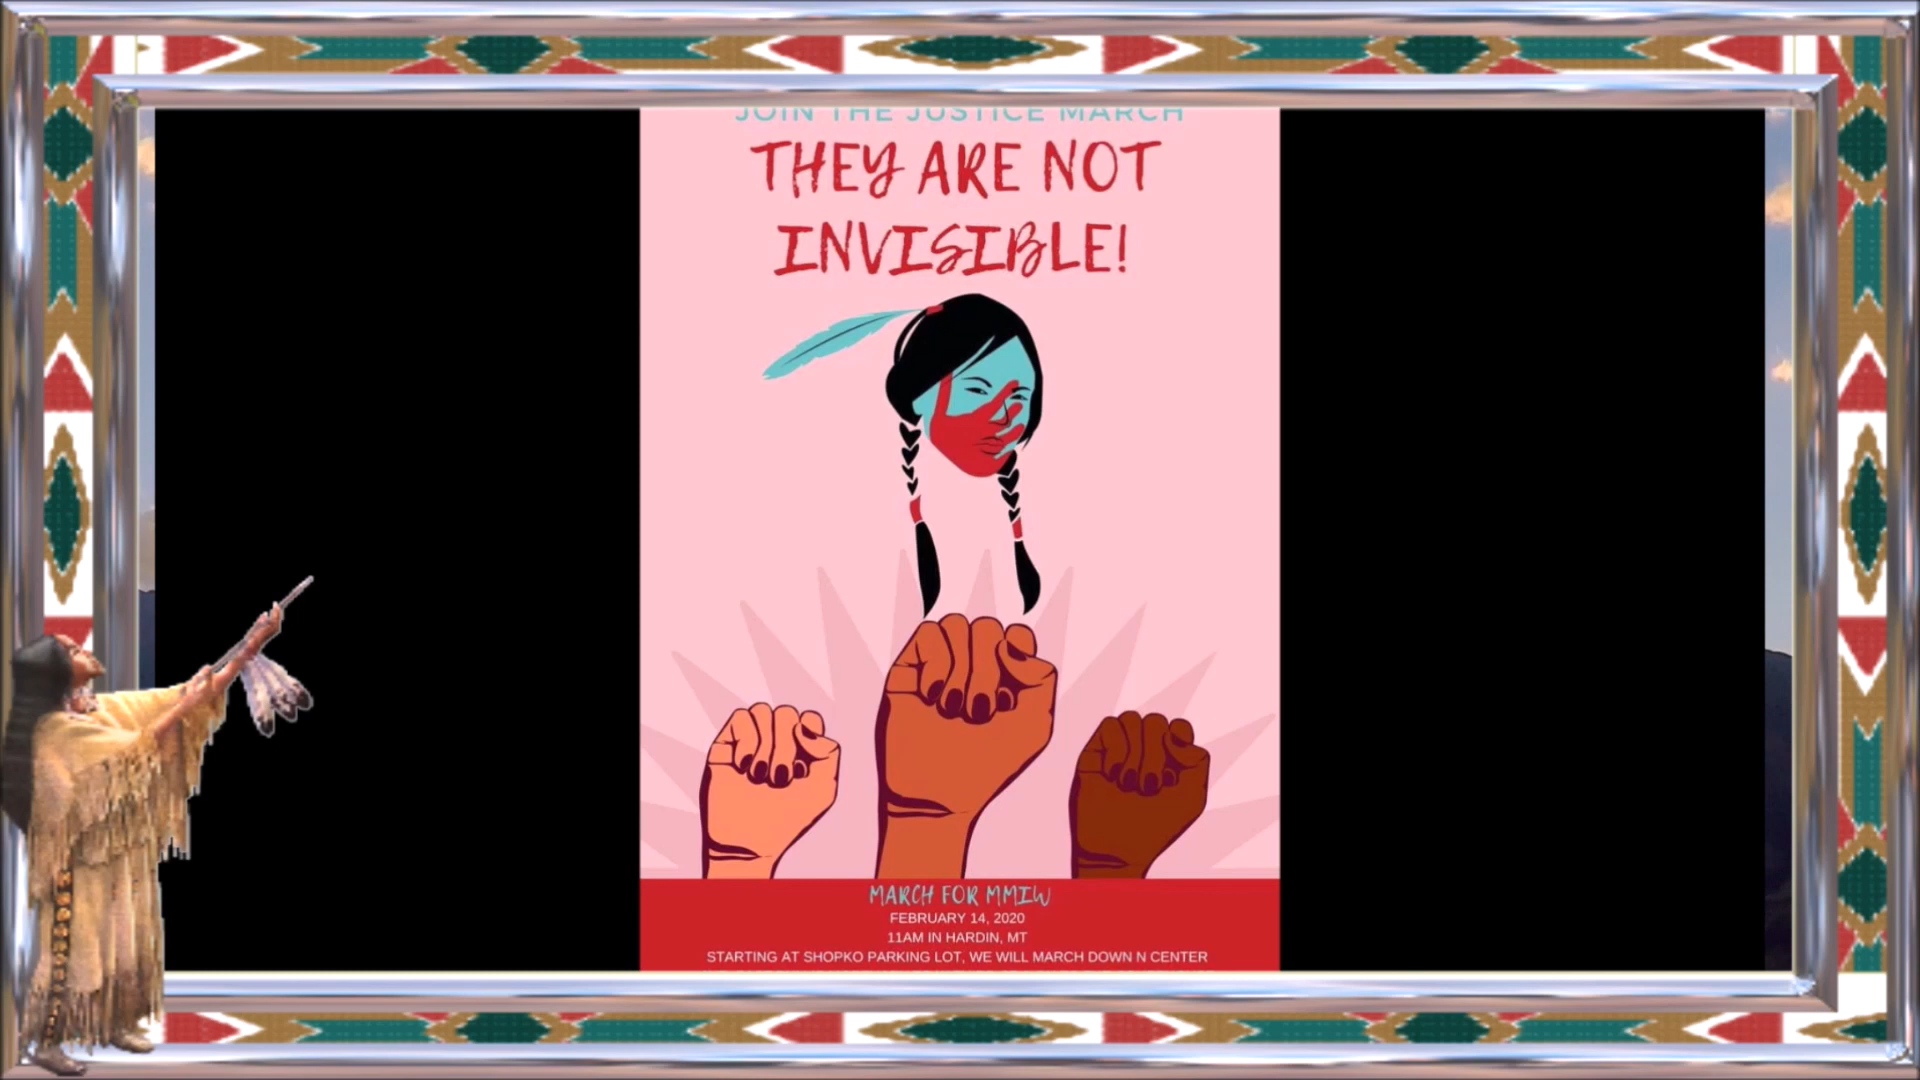 JOIN THE JUSTICE MARCH
THEY ARE NOT
INVISIBLE!
MARCH FOR MMIW
FEBRUARY 14, 2020
11AM IN HARDIN, MT
STARTING AT SHOPKO PARKING LOT, WE WILL MARCH DOWN N CENTER